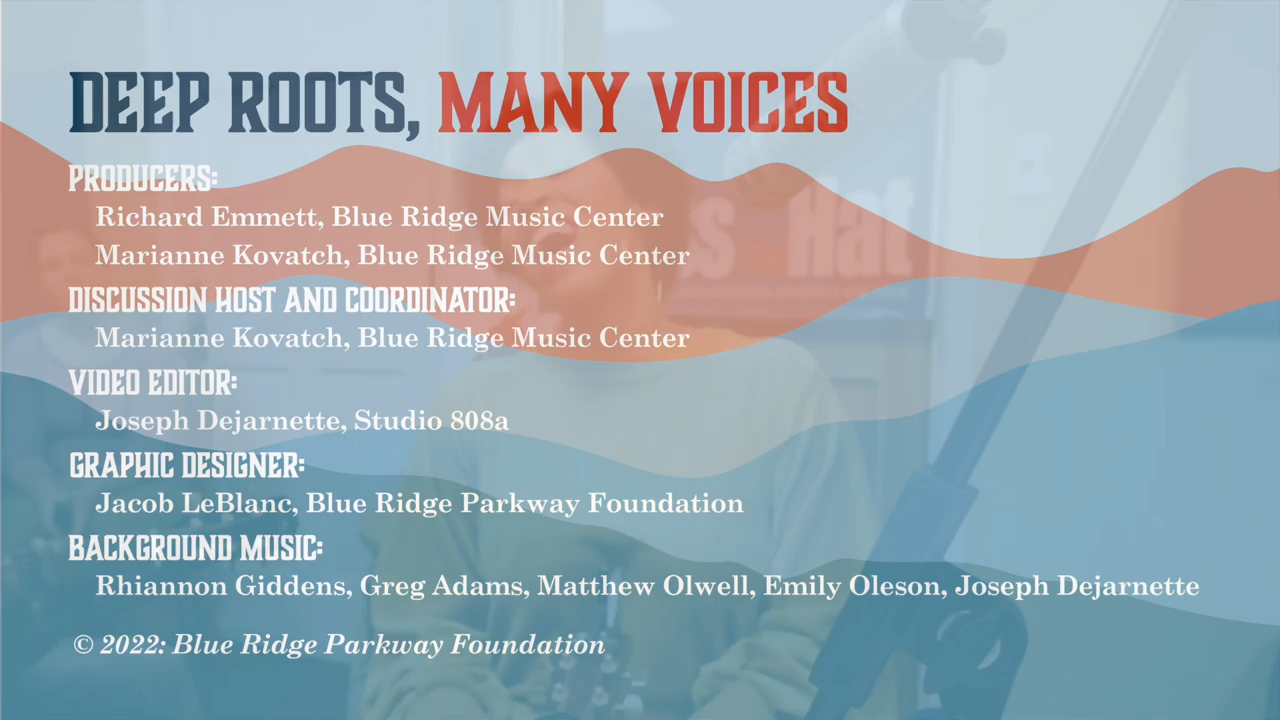 DEEP ROOTS, MANY VOICES
PRODUCERS:
Richard Emmett, Blue Ridge Music Center
Marianne Kovatch, Blue Ridge Music Center
DISCUSSION HOST AND COORDINATOR:
Marianne Kovatch, Blue Ridge Music Center
VIDEO EDITOR:
Joseph Dejarnette, Studio 808a
GRAPHIC DESIGNER:
Jacob LeBlanc, Blue Ridge Parkway Foundation
BACKGROUND MUSIC:
Rhiannon Giddens, Greg Adams, Matthew Olwell, Emily Oleson, Joseph Dejarnette
© 2022: Blue Ridge Parkway Foundation
Hat